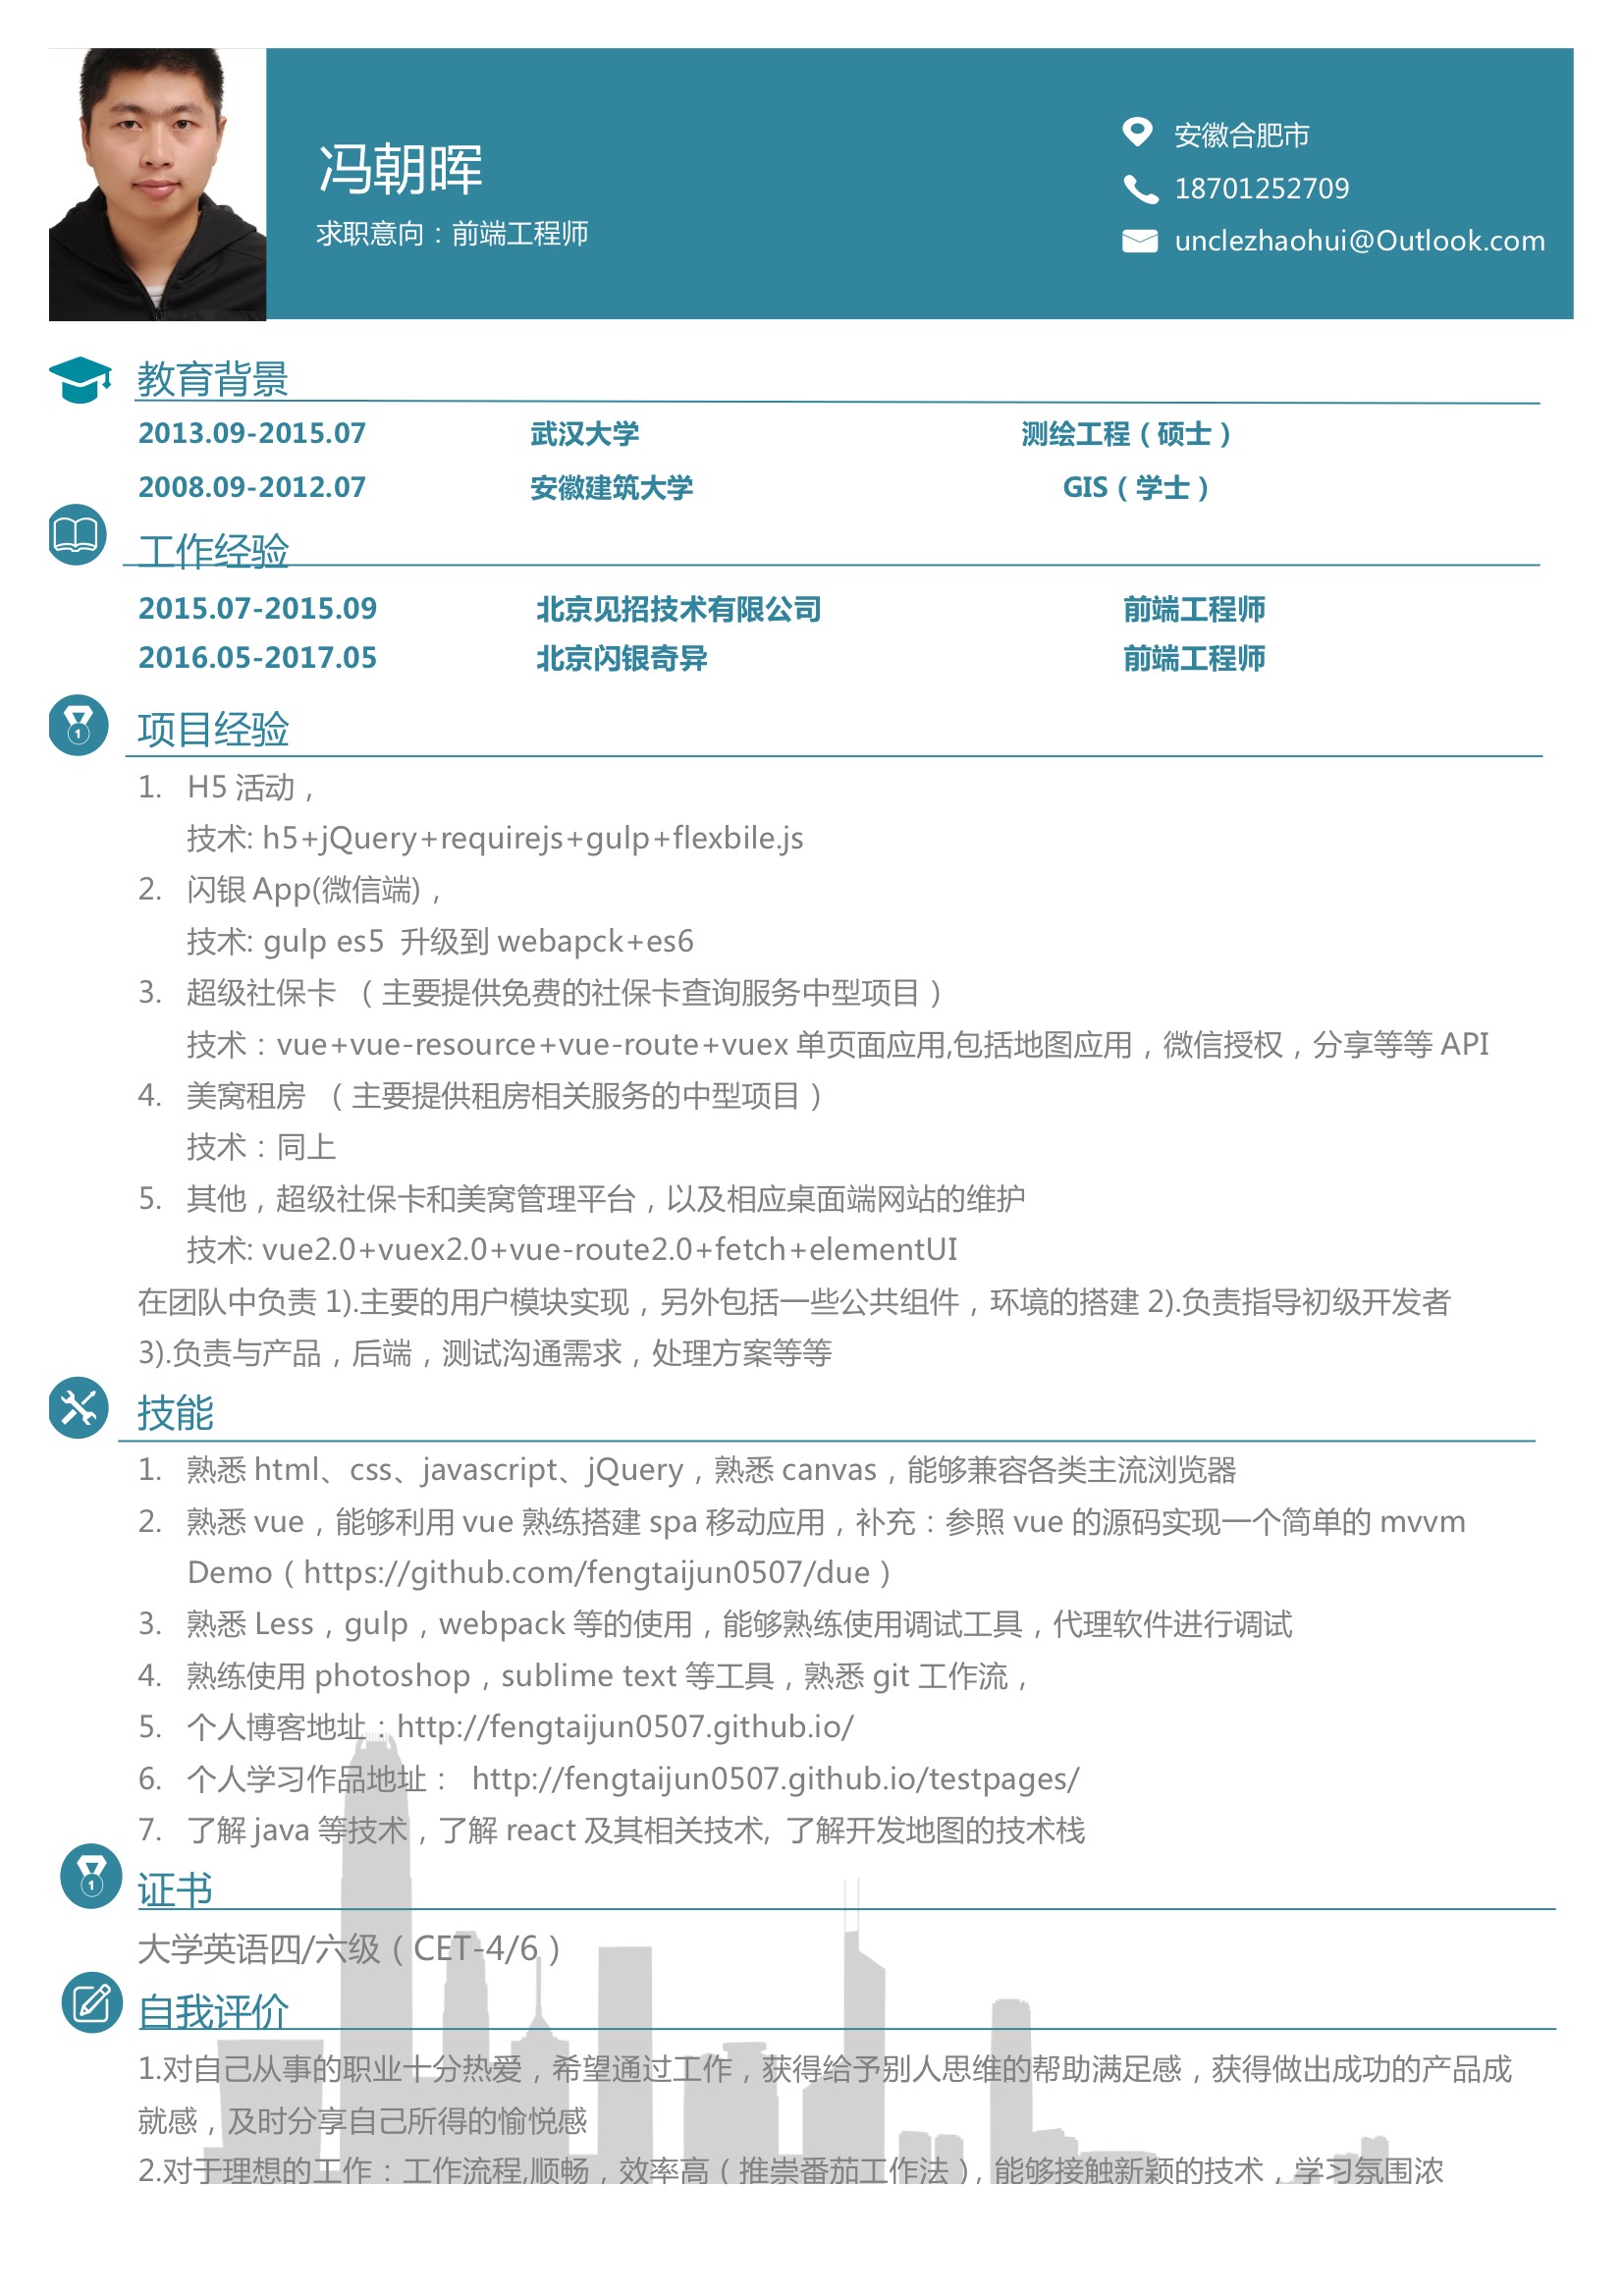 冯朝晖
求职意向：前端工程师
安徽合肥市
18701252709
unclezhaohui@Outlook.com
教育背景
2013.09-2015.07 武汉大学 测绘工程（硕士）
2008.09-2012.07 安徽建筑大学 GIS（学士）
工作经验
2015.07-2015.09 北京见招技术有限公司 前端工程师
2016.05-2017.05 北京闪银奇异 前端工程师
项目经验
1. H5 活动，
技术: h5+jQuery+requirejs+gulp+flexbile.js
2. 闪银 App(微信端)，
技术: gulp es5 升级到 webapck+es6
3. 超级社保卡 （主要提供免费的社保卡查询服务中型项目）
技术：vue+vue-resource+vue-route+vuex 单页面应用,包括地图应用，微信授权，分享等等 API
4. 美窝租房 （主要提供租房相关服务的中型项目）
技术：同上
5. 其他，超级社保卡和美窝管理平台，以及相应桌面端网站的维护
技术: vue2.0+vuex2.0+vue-route2.0+fetch+elementUI
在团队中负责 1).主要的用户模块实现，另外包括一些公共组件，环境的搭建 2).负责指导初级开发者
3).负责与产品，后端，测试沟通需求，处理方案等等
技能
1. 熟悉 html、css、javascript、jQuery，熟悉 canvas，能够兼容各类主流浏览器
2. 熟悉 vue，能够利用 vue 熟练搭建 spa 移动应用，补充：参照 vue 的源码实现一个简单的 mvvm
Demo（https://github.com/fengtaijun0507/due）
3. 熟悉 Less，gulp，webpack 等的使用，能够熟练使用调试工具，代理软件进行调试
4. 熟练使用 photoshop，sublime text 等工具，熟悉 git 工作流，
5. 个人博客地址：http://fengtaijun0507.github.io/
6. 个人学习作品地址： http://fengtaijun0507.github.io/testpages/
7. 了解 java 等技术，了解 react 及其相关技术, 了解开发地图的技术栈
证书
大学英语四/六级（CET-4/6）
自我评价
1.对自己从事的职业十分热爱，希望通过工作，获得给予别人思维的帮助满足感，获得做出成功的产品成
就感，及时分享自己所得的愉悦感
2.对于理想的工作：工作流程,顺畅，效率高（推崇番茄工作法），能够接触新颖的技术，学习氛围浓